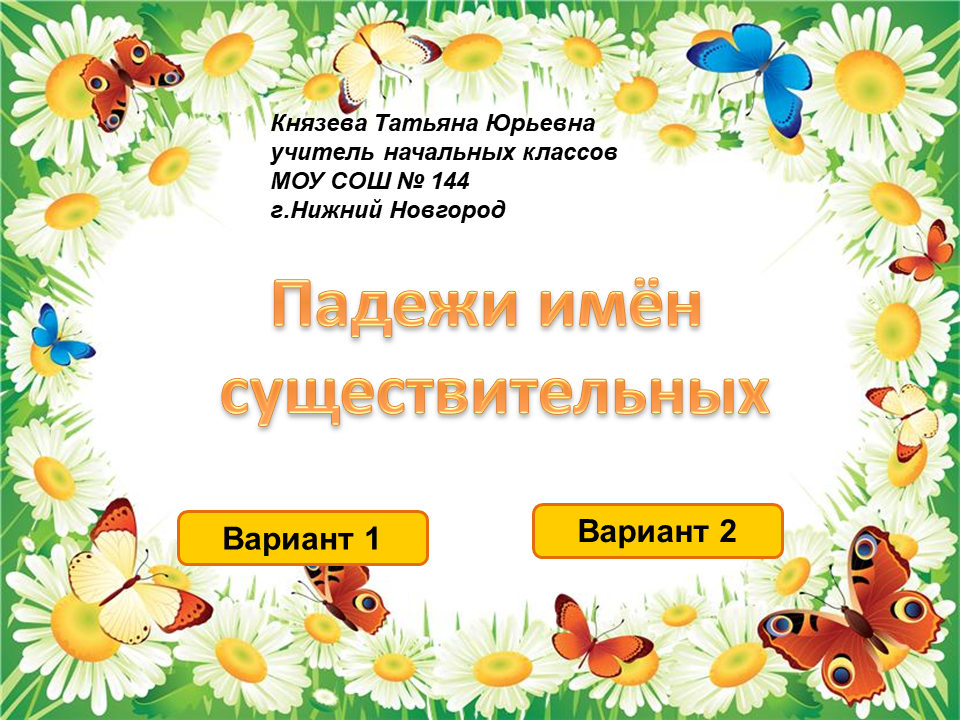 Князева Татьяна Юрьевна
учитель начальных классов
МОУ СОШ № 144
г.Нижний Новгород
Падежи имён
существительных
Вариант 1
Вариант 2